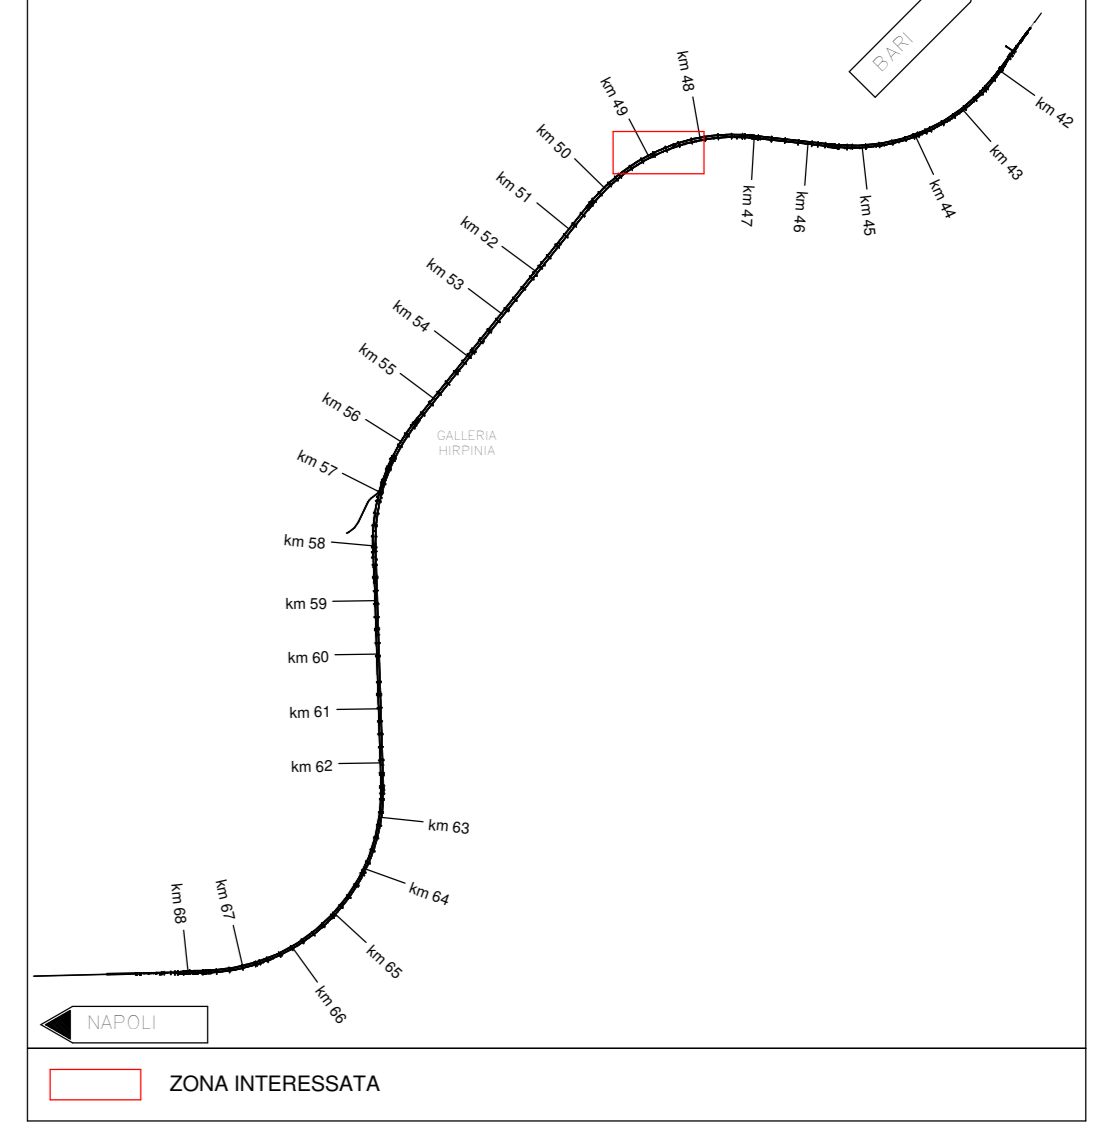 BARI
km 42
km 43
km 44
km 45
km 46
km 47
km 48
km 49
km 50
km 51
km 52
km 53
km 54
km 55
km 56
km 57
GALLERIA
HIRPINIA
km 58
km 59
km 60
km 61
km 62
km 63
km 64
km 65
km 66
km 67
km 68
NAPOLI
ZONA INTERESSATA